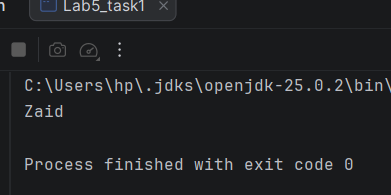 Lab5_task1
C:\Users\hp\.jdks\openjdk-25.0.2\bin\
Zaid
Process finished with exit code 0